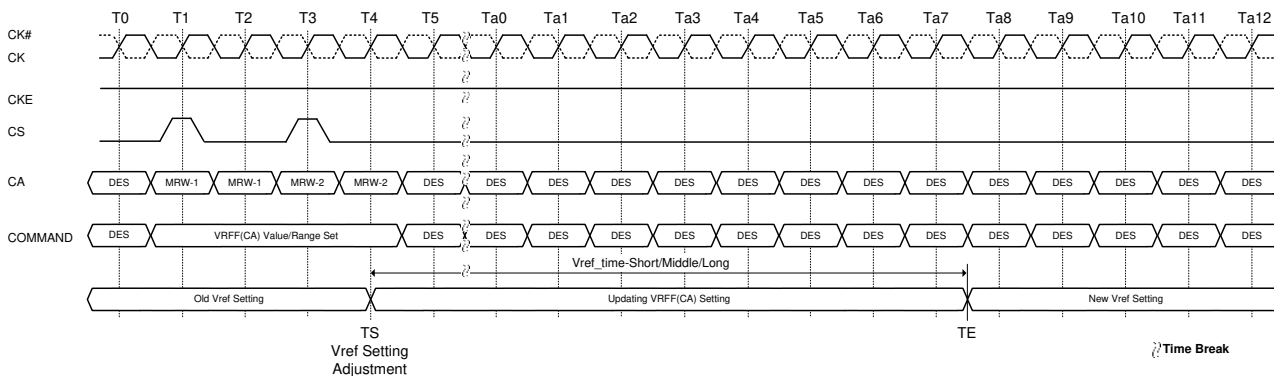 T0 T1 T2 T3 T4 T5 Ta0 Ta1 Ta2 Ta3 Ta4 Ta5 Ta6 Ta7 Ta8 Ta9 Ta10 Ta11 Ta12
CK#
CK
CKE
CS
CA DES MRW-1 MRW-1 MRW-2 MRW-2 DES DES DES DES DES DES DES DES DES DES DES DES DES DES
COMMAND DES VRFF(CA) Value/Range Set DES DES DES DES DES DES DES DES DES DES DES DES DES DES
Vref_time-Short/Middle/Long
Old Vref Setting Updating VRFF(CA) Setting New Vref Setting
TS TE
Vref Setting
Adjustment
Time Break